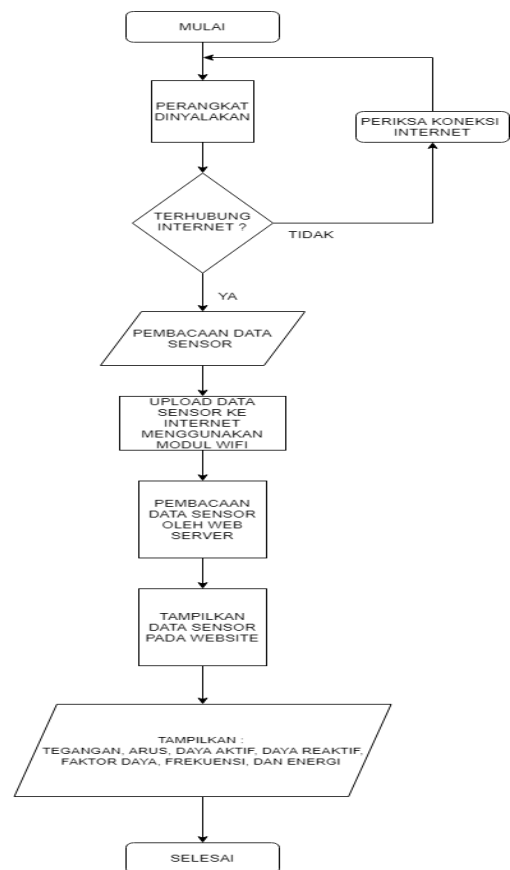 MULAI
PERANGKAT
DINYALAKAN
PERIKSA KONEKSI
INTERNET
TERHUBUNG
INTERNET ?
TIDAK
YA
PEMBACAAN DATA
SENSOR
UPLOAD DATA
SENSOR KE
INTERNET
MENGGUNAKAN
MODUL WIFI
PEMBACAAN
DATA SENSOR
OLEH WEB
SERVER
TAMPILKAN
DATA SENSOR
PADA WEBSITE
TAMPILKAN :
TEGANGAN, ARUS, DAYA AKTIF, DAYA REAKTIF,
FAKTOR DAYA, FREKUENSI, DAN ENERGI
SELESAI